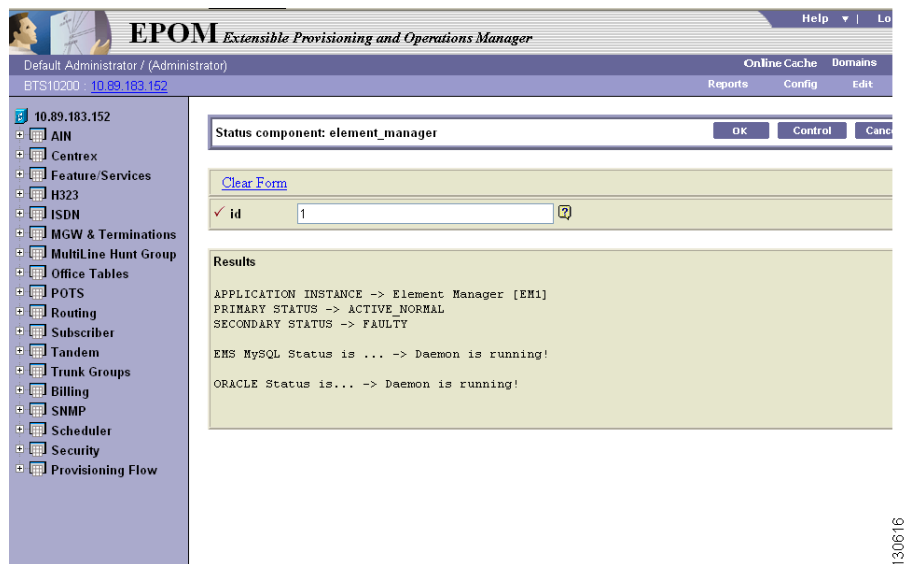 Help ▼ | Lo
EPOM Extensible Provisioning and Operations Manager
Default Administrator / (Administrator)
Online Cache Domains
BTS10200 : 10.89.183.152
Reports Config Edit
10.89.183.152
AIN
Centrex
Feature/Services
H323
ISDN
MGW & Terminations
MultiLine Hunt Group
Office Tables
POTS
Routing
Subscriber
Tandem
Trunk Groups
Billing
SNMP
Scheduler
Security
Provisioning Flow
Status component: element_manager
OK Control Canc
Clear Form
id 1
Results
APPLICATION INSTANCE -> Element Manager [EM1]
PRIMARY STATUS -> ACTIVE_NORMAL
SECONDARY STATUS -> FAULTY
EMS MySQL Status is ... -> Daemon is running!
ORACLE Status is... -> Daemon is running!
130616